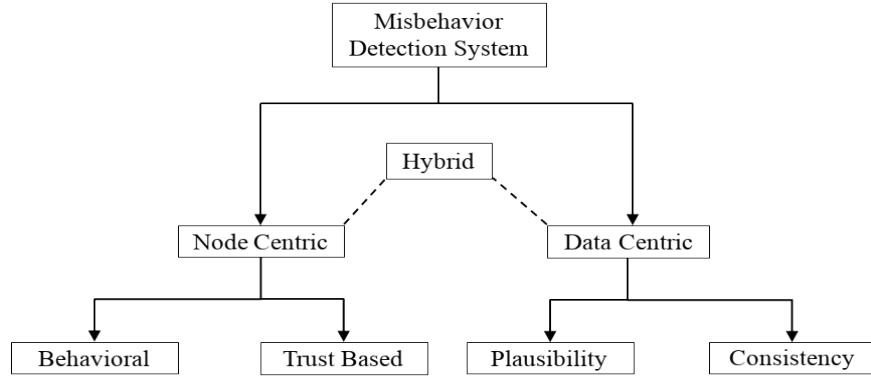 Misbehavior
Detection System
Hybrid
Node Centric
Data Centric
Behavioral
Trust Based
Plausibility
Consistency